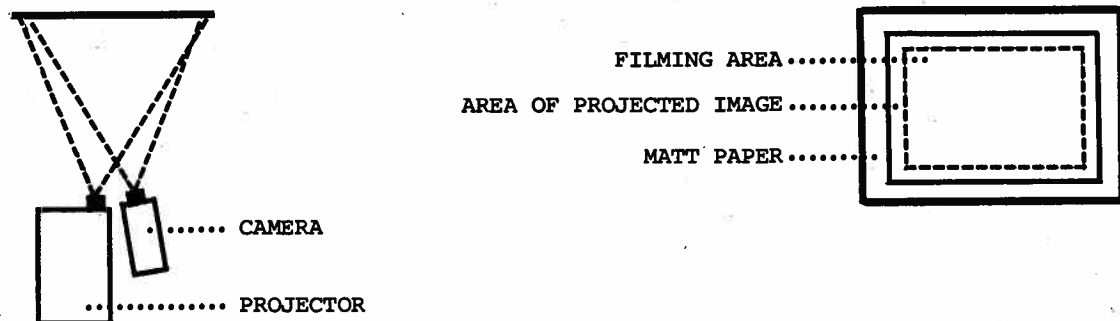 FILMING AREA
AREA OF PROJECTED IMAGE
MATT PAPER
CAMERA
PROJECTOR